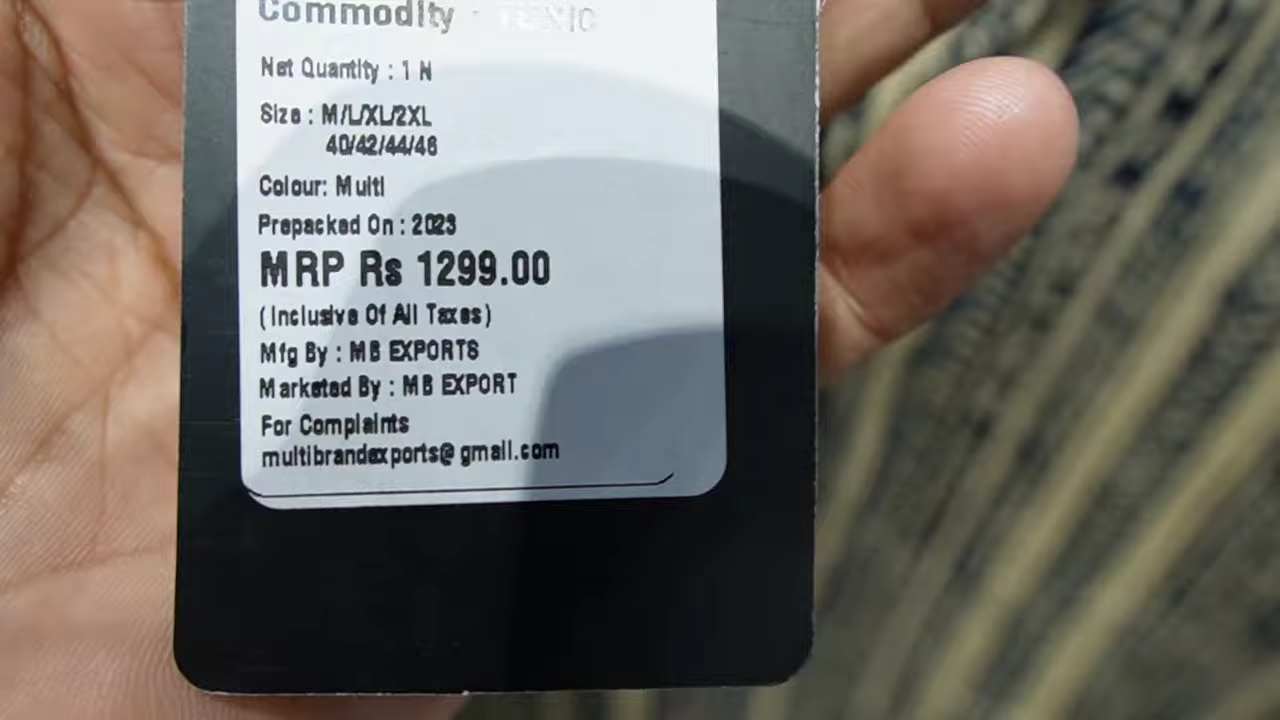 Commodity - TUNIC
Net Quantity : 1 N
Size : M/L/XL/2XL
40/42/44/46
Colour: Multi
Prepacked On : 2023
MRP Rs 1299.00
(Inclusive Of All Taxes)
Mfg By : MB EXPORTS
Marketed By : MB EXPORT
For Complaints
multibrandexports@gmail.com